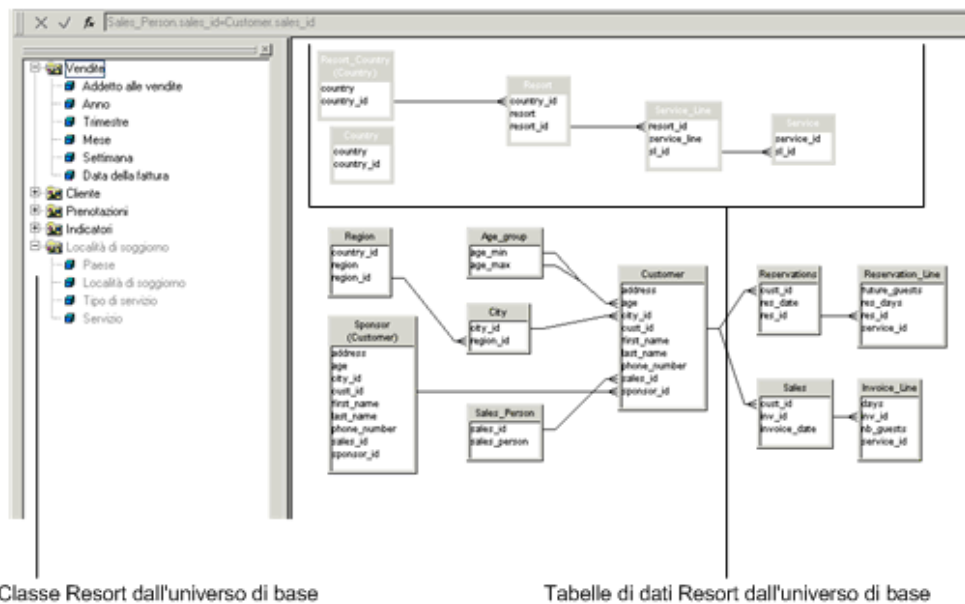 Sales_Person.sales_id=Customer.sales_id
Vendite
Addetto alle vendite
Anno
Trimestre
Mese
Settimana
Data della fattura
Cliente
Prenotazioni
Indicatori
Località di soggiorno
Paese
Località di soggiorno
Tipo di servizio
Servizio
Resort_Country
(Country)
country
country_id
Country
country
country_id
Resort
country_id
resort
resort_id
Service_Line
resort_id
service_line
sl_id
Service
service_id
sl_id
Region
country_id
region
region_id
Age_group
age_min
age_max
City
city_id
region_id
Sponsor
(Customer)
address
age
city_id
cust_id
first_name
last_name
phone_number
sales_id
sponsor_id
Sales_Person
sales_id
sales_person
Customer
address
age
city_id
cust_id
first_name
last_name
phone_number
sales_id
sponsor_id
Reservations
cust_id
res_date
res_id
Reservation_Line
future_guests
res_days
res_id
service_id
Sales
cust_id
inv_id
invoice_date
Invoice_Line
days
inv_id
nb_guests
service_id
Classe Resort dall'universo di base
Tabelle di dati Resort dall'universo di base